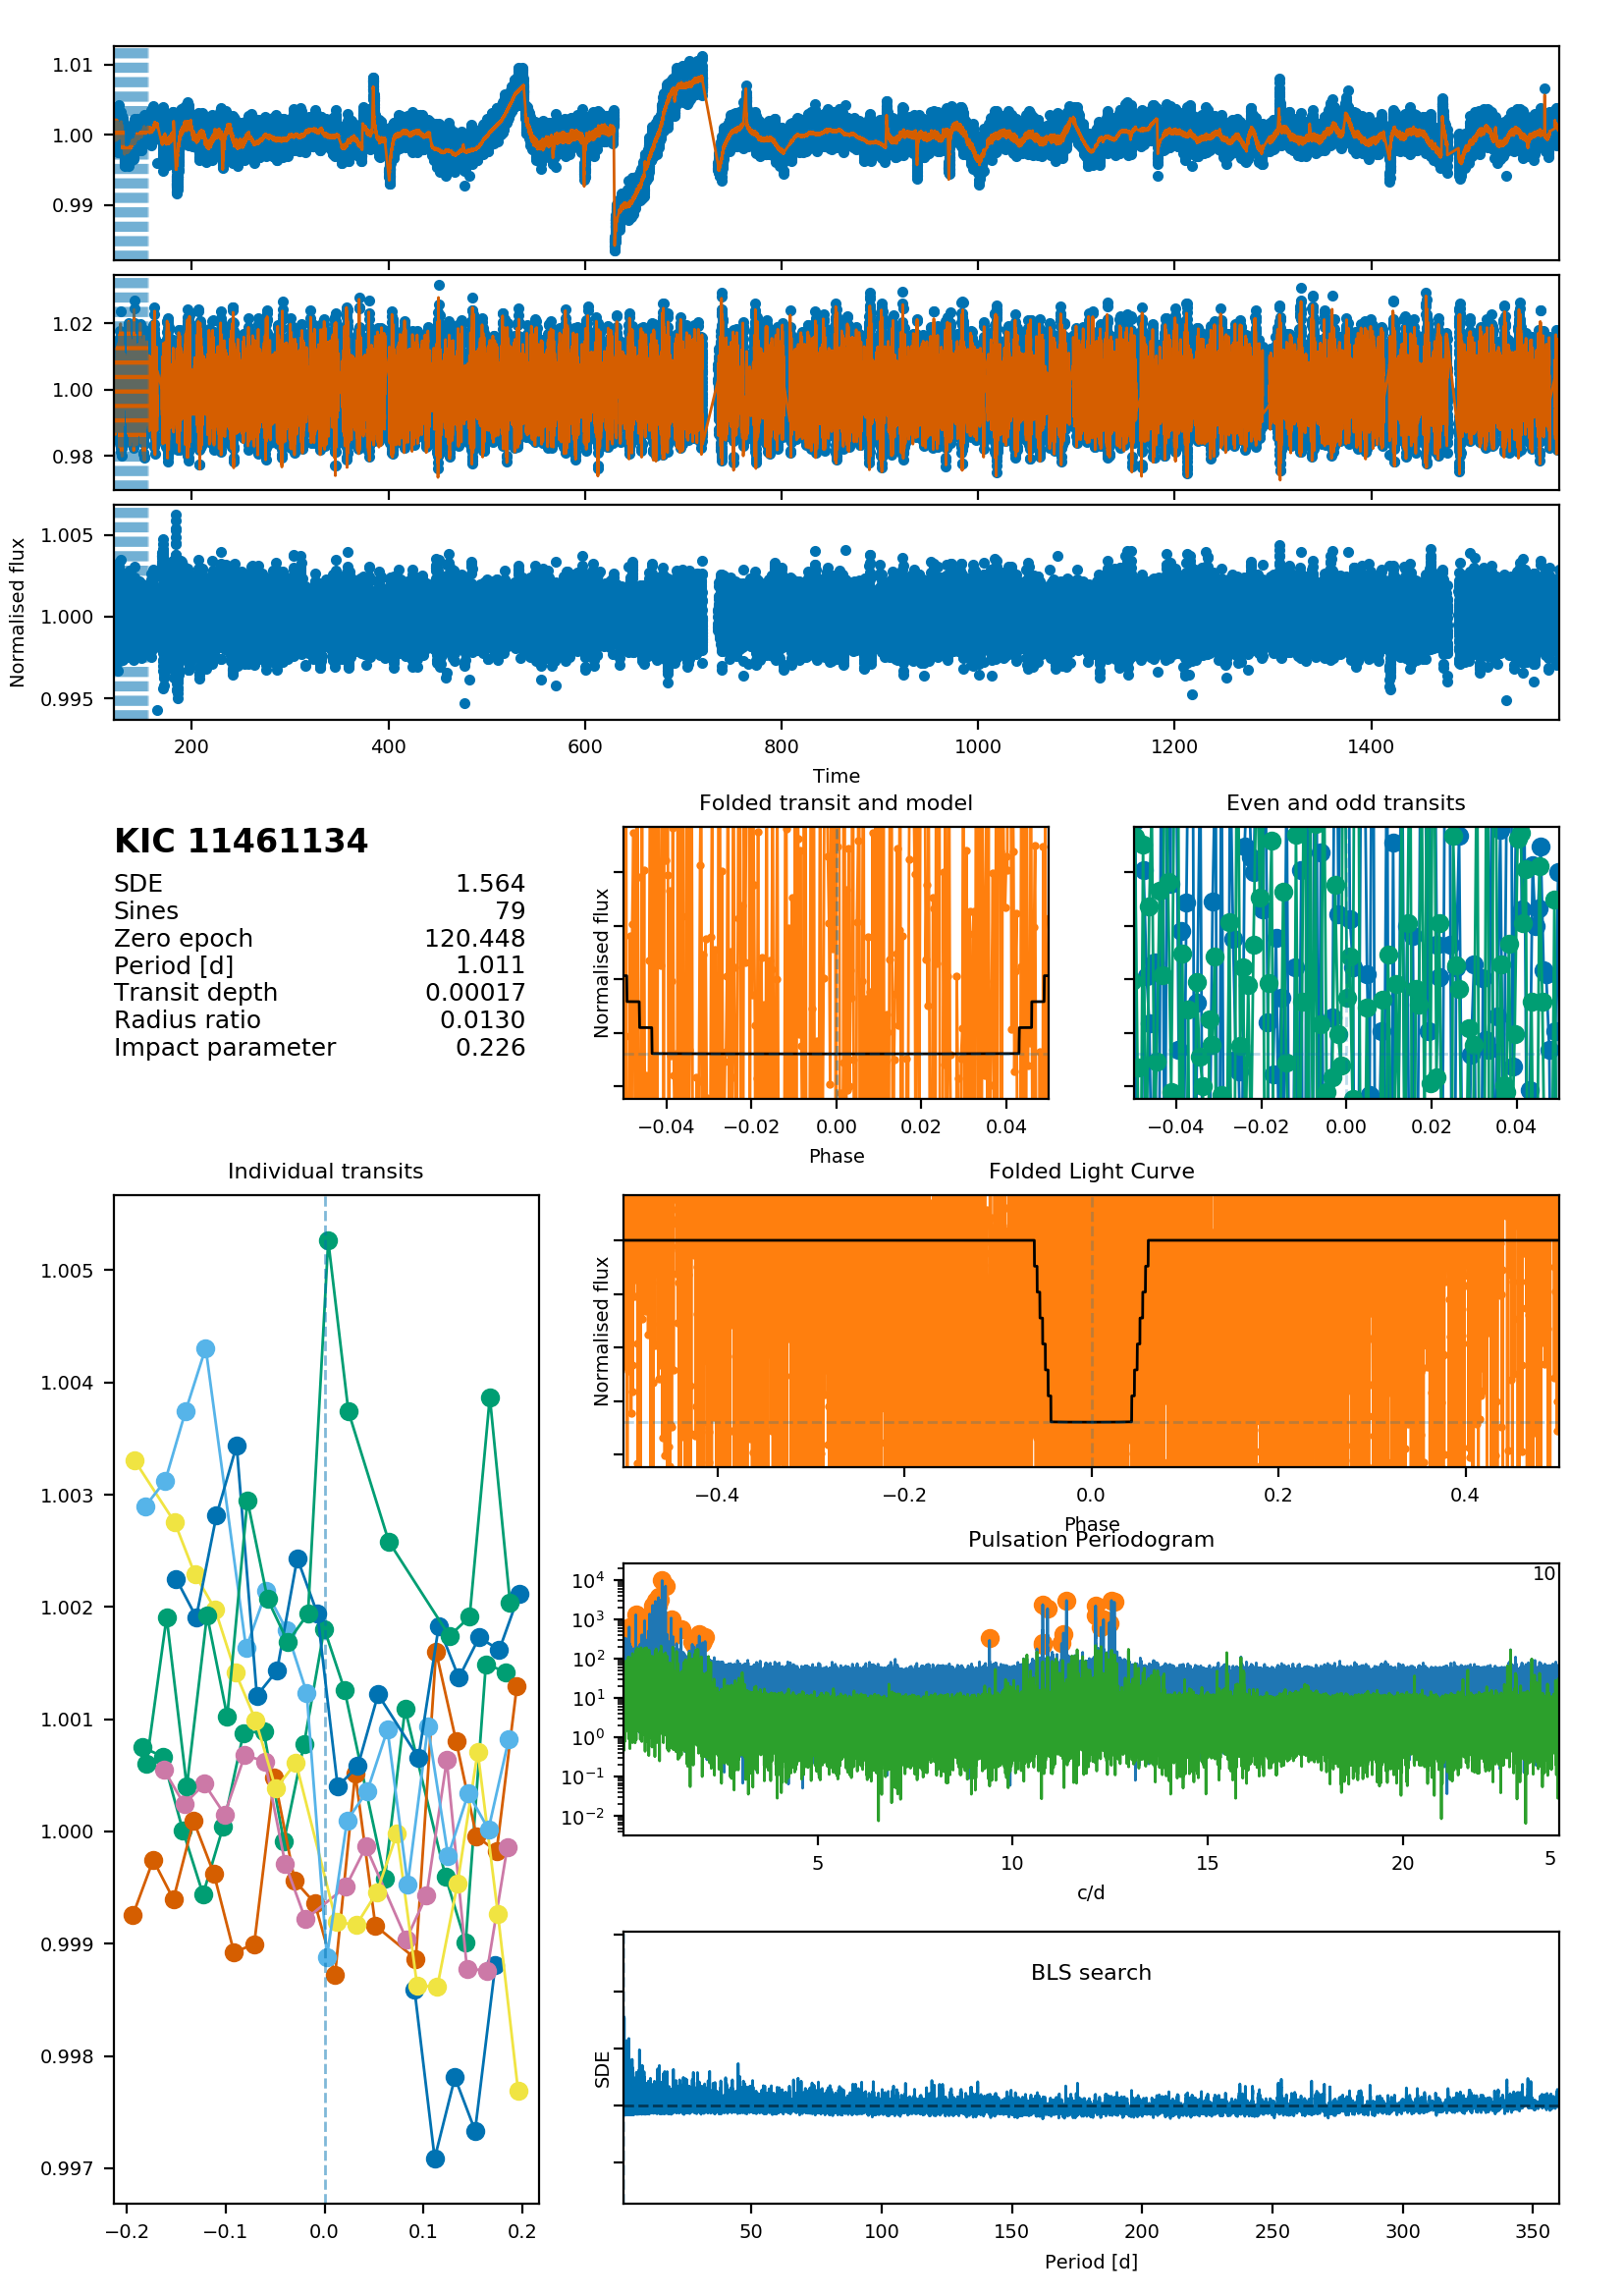 1.01
1.00
0.99
1.02
1.00
0.98
1.005
1.000
0.995
Normalised flux
200 400 600 800 1000 1200 1400
Time
KIC 11461134
SDE 1.564
Sines 79
Zero epoch 120.448
Period [d] 1.011
Transit depth 0.00017
Radius ratio 0.0130
Impact parameter 0.226
Folded transit and model
Normalised flux
−0.04 −0.02 0.00 0.02 0.04
Phase
Even and odd transits
−0.04 −0.02 0.00 0.02 0.04
Individual transits
1.005
1.004
1.003
1.002
1.001
1.000
0.999
0.998
0.997
−0.2 −0.1 0.0 0.1 0.2
Folded Light Curve
Normalised flux
−0.4 −0.2 0.0 0.2 0.4
Phase
Pulsation Periodogram
10
10⁴
10³
10²
10¹
10⁰
10⁻¹
10⁻²
5 10 15 20 5
c/d
BLS search
SDE
50 100 150 200 250 300 350
Period [d]